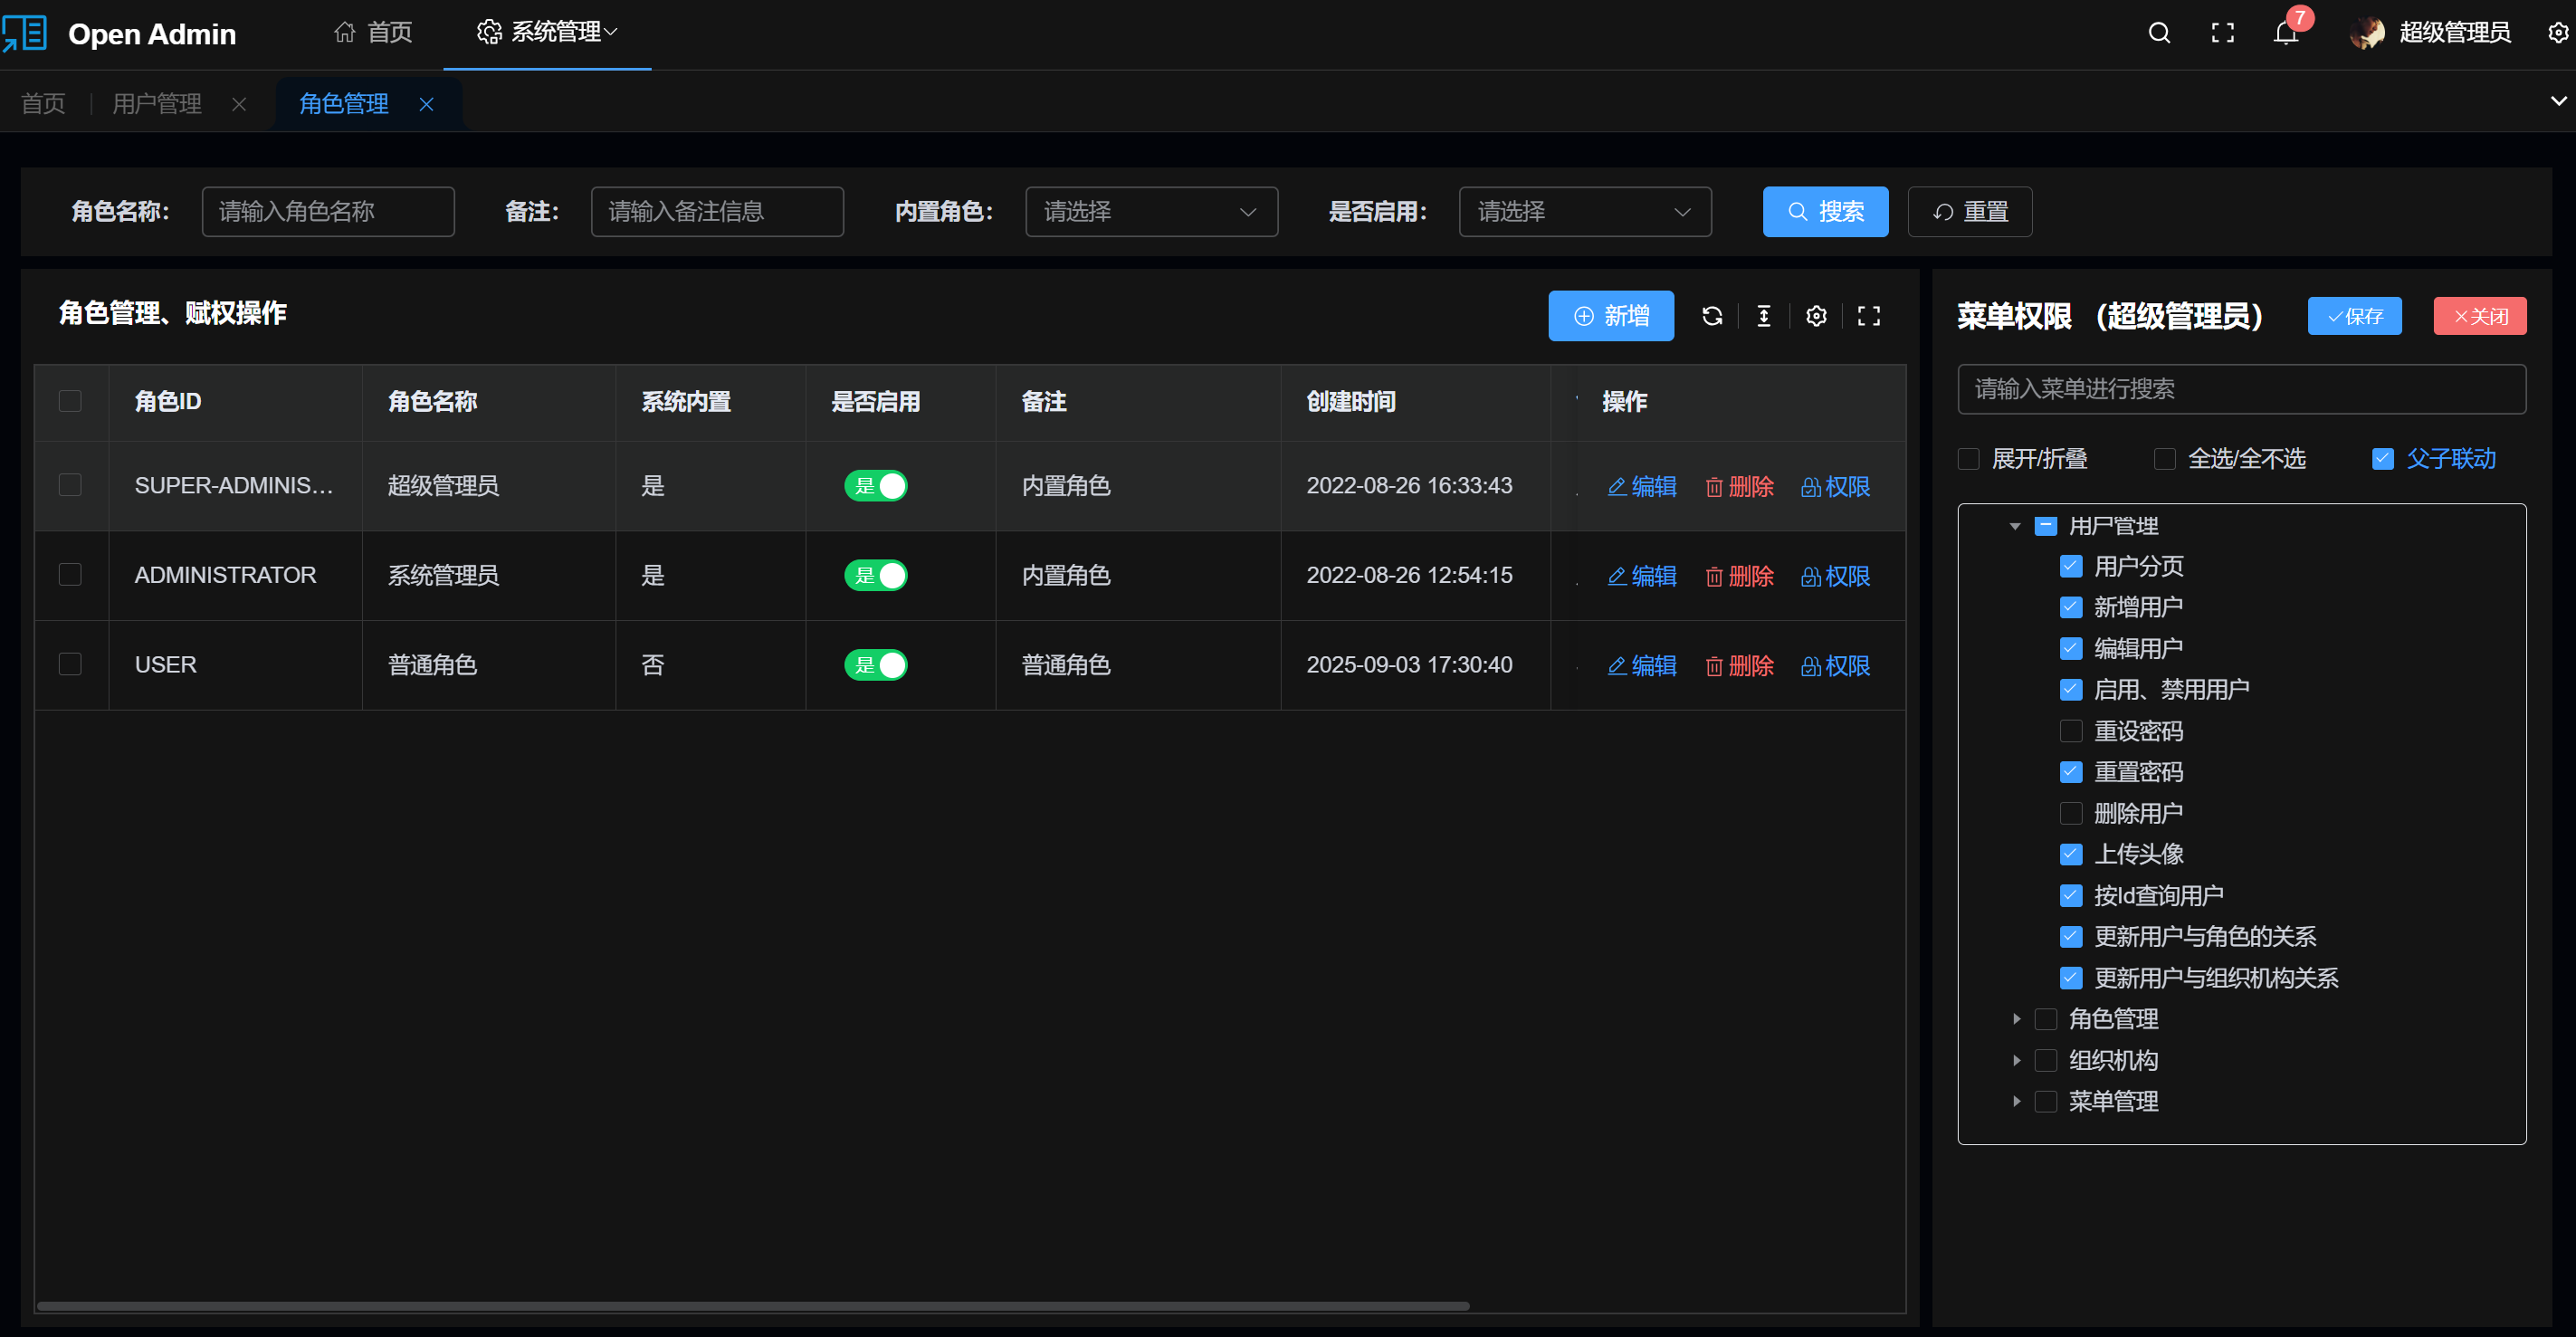 Open Admin 首页 系统管理 7 超级管理员
首页 用户管理 角色管理
角色名称： 请输入角色名称 备注： 请输入备注信息 内置角色： 请选择 是否启用： 请选择 搜索 重置
角色管理、赋权操作 新增
角色ID 角色名称 系统内置 是否启用 备注 创建时间 操作
SUPER-ADMINIS... 超级管理员 是 是 内置角色 2022-08-26 16:33:43 编辑 删除 权限
ADMINISTRATOR 系统管理员 是 是 内置角色 2022-08-26 12:54:15 编辑 删除 权限
USER 普通角色 否 是 普通角色 2025-09-03 17:30:40 编辑 删除 权限
菜单权限 （超级管理员） 保存 关闭
请输入菜单进行搜索
展开/折叠 全选/全不选 父子联动
用户管理
用户分页
新增用户
编辑用户
启用、禁用用户
重设密码
重置密码
删除用户
上传头像
按Id查询用户
更新用户与角色的关系
更新用户与组织机构关系
角色管理
组织机构
菜单管理